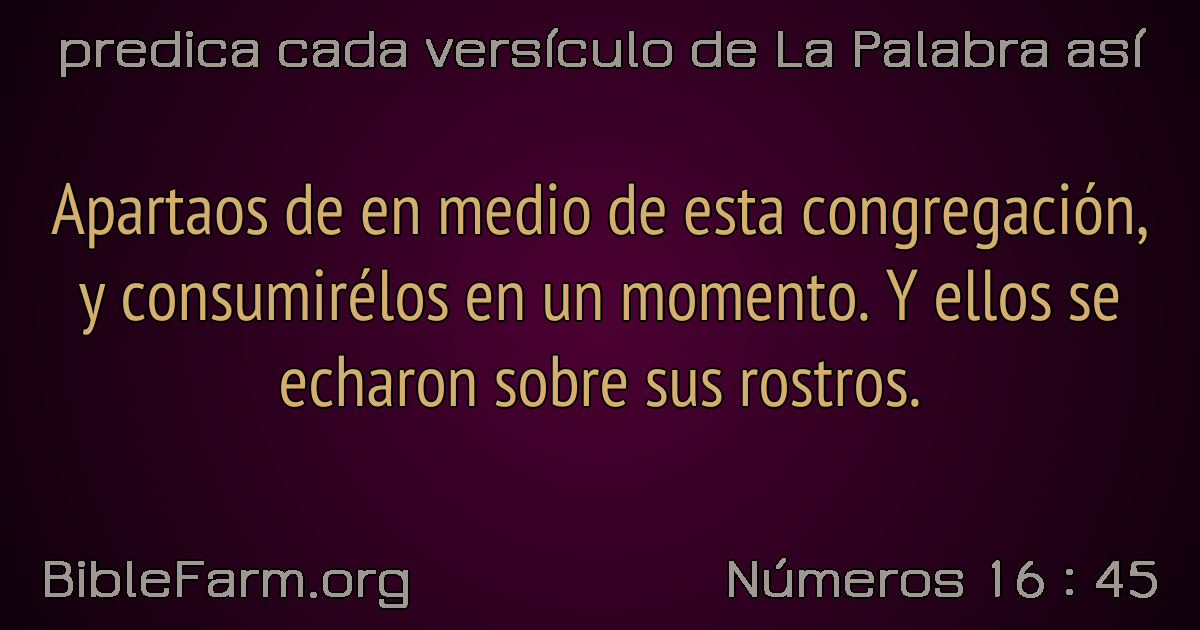 predica cada versículo de La Palabra así
Apartaos de en medio de esta congregación,
y consumirélos en un momento. Y ellos se
echaron sobre sus rostros.
BibleFarm.org
Números 16 : 45